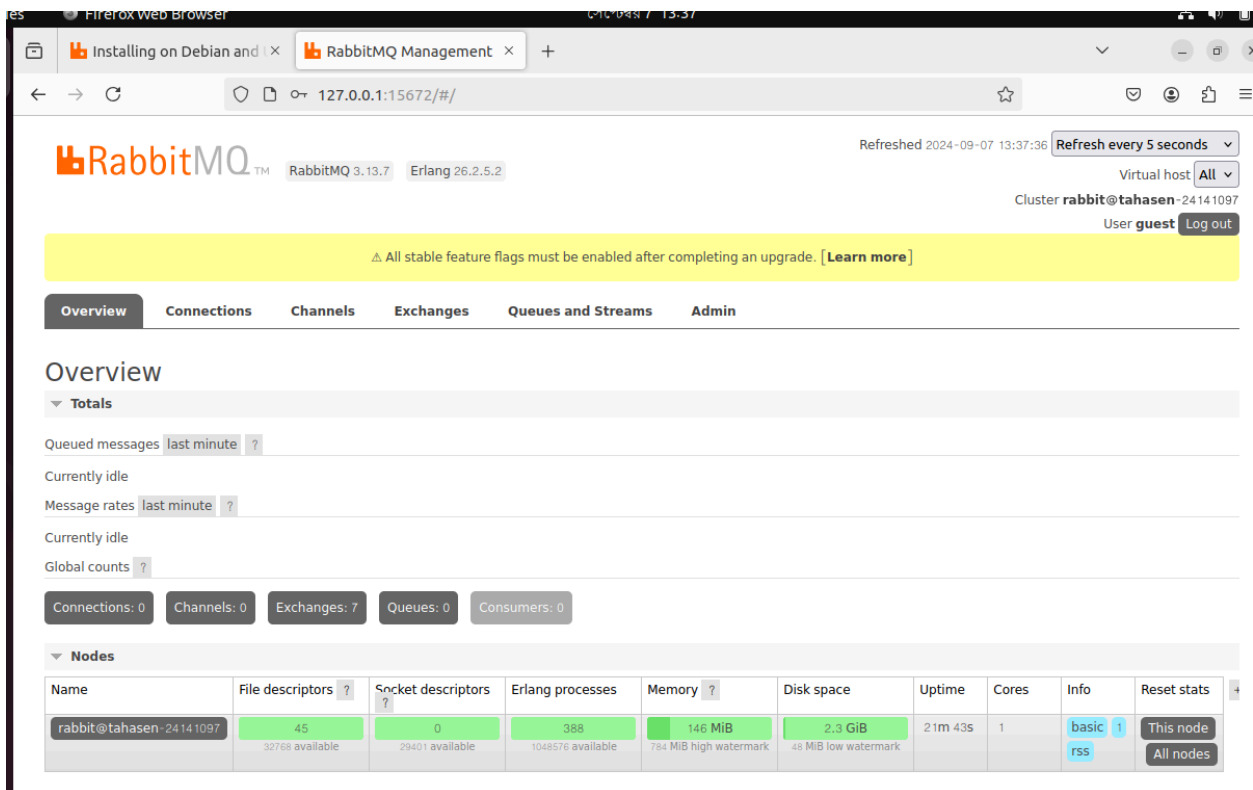 Firefox Web Browser
7 13:37
Installing on Debian and
RabbitMQ Management
127.0.0.1:15672/#/
RabbitMQ TM RabbitMQ 3.13.7 Erlang 26.2.5.2
Refreshed 2024-09-07 13:37:36 Refresh every 5 seconds
Virtual host All
Cluster rabbit@tahasen-24141097
User guest Log out
⚠ All stable feature flags must be enabled after completing an upgrade. [Learn more]
Overview Connections Channels Exchanges Queues and Streams Admin
Overview
Totals
Queued messages last minute ?
Currently idle
Message rates last minute ?
Currently idle
Global counts ?
Connections: 0 Channels: 0 Exchanges: 7 Queues: 0 Consumers: 0
Nodes
Name File descriptors ? Socket descriptors ? Erlang processes Memory ? Disk space Uptime Cores Info Reset stats +
rabbit@tahasen-24141097 45 0 388 146 MiB 2.3 GiB 21m 43s 1 basic 1 This node
32768 available 29401 available 1048576 available 784 MiB high watermark 48 MiB low watermark rss All nodes